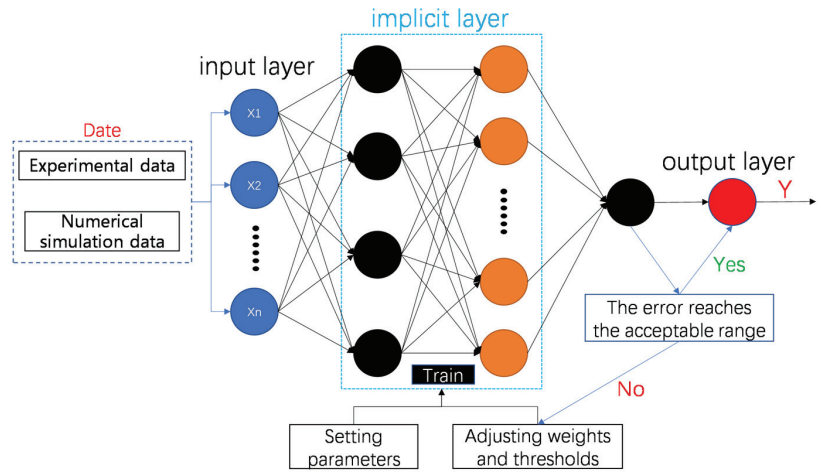 implicit layer
input layer
X1
Date
Experimental data
X2
Numerical
simulation data
Xn
output layer
Y
Yes
The error reaches
the acceptable range
Train
No
Setting
parameters
Adjusting weights
and thresholds